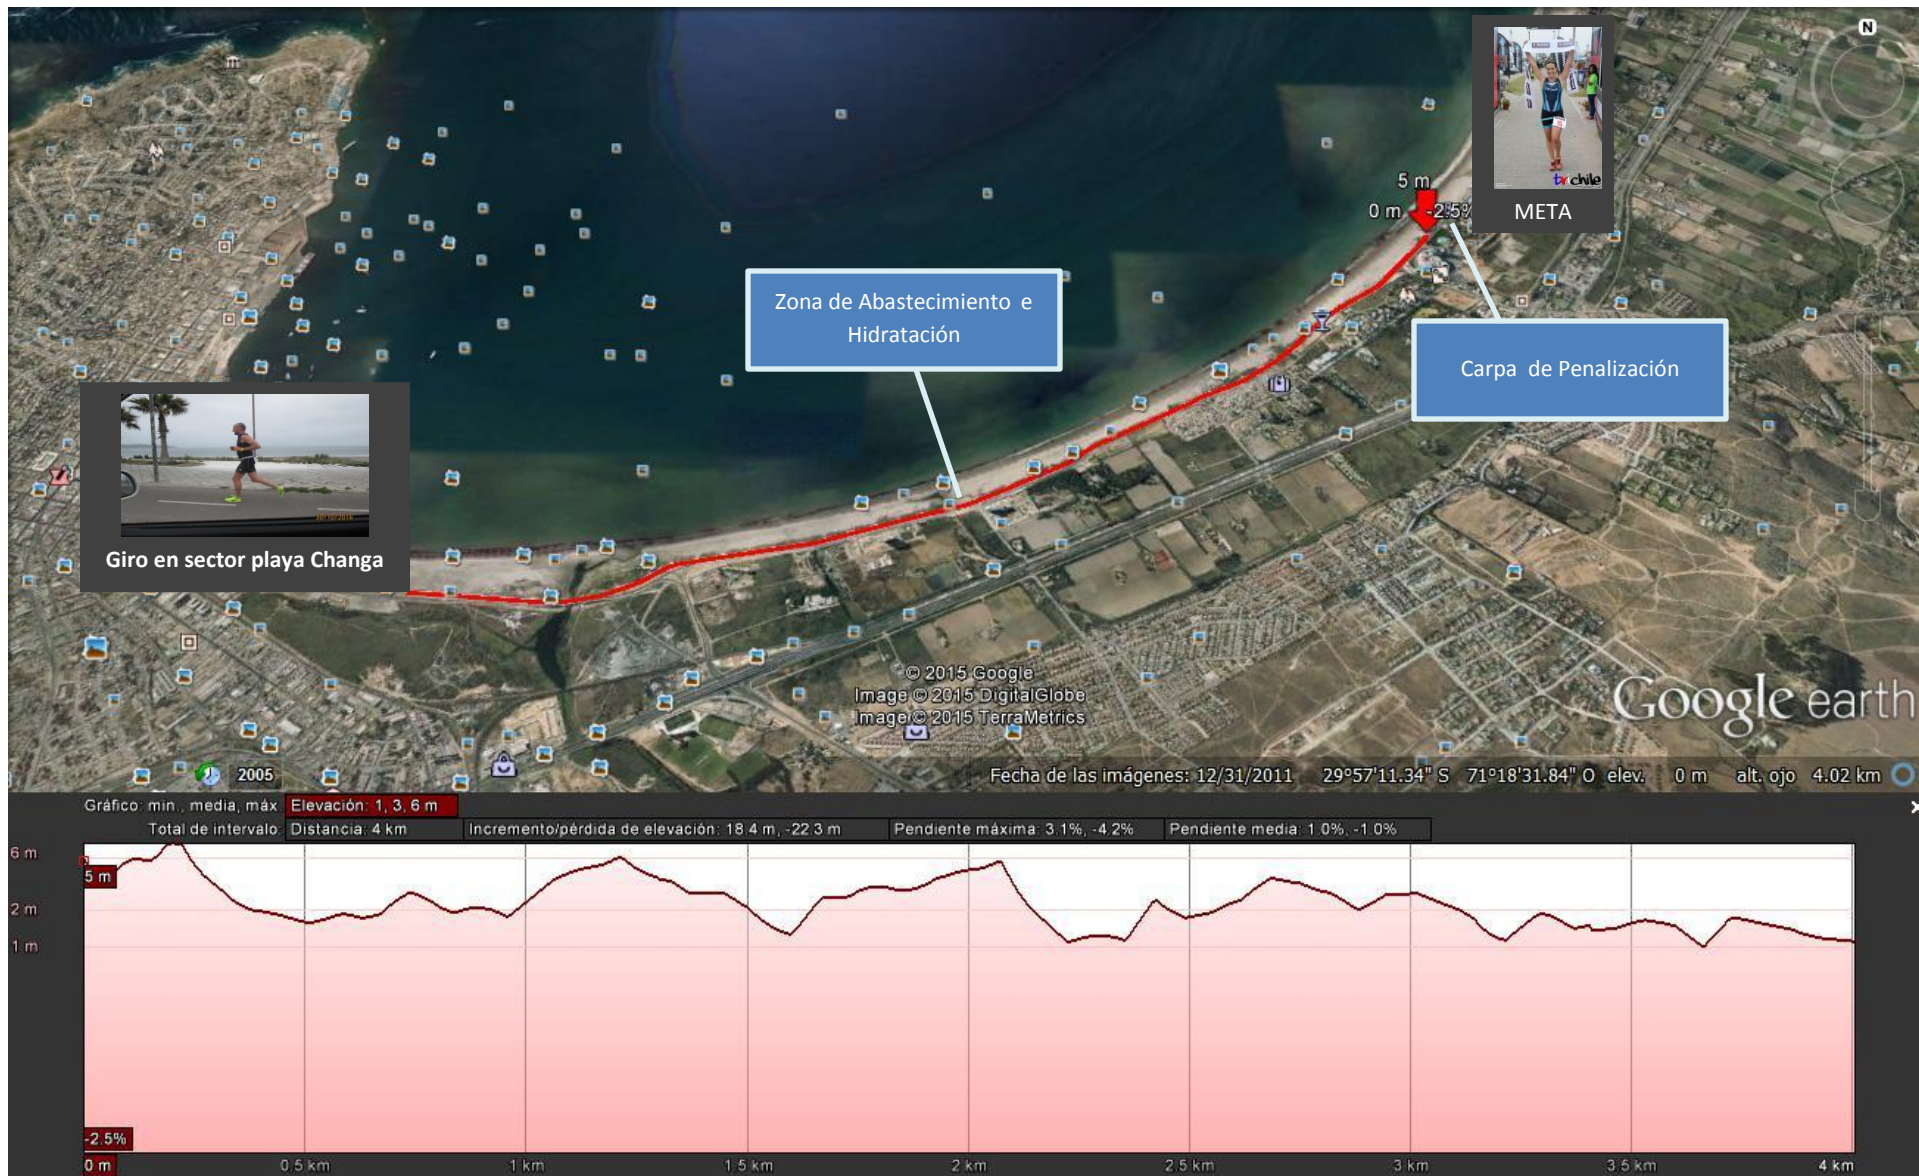 N
trichile
META
5 m
0 m
-2.5%
Zona de Abastecimiento e
Hidratación
Carpa de Penalización
Giro en sector playa Changa
© 2015 Google
Image © 2015 DigitalGlobe
Image © 2015 TerraMetrics
Google earth
2005
Fecha de las imágenes: 12/31/2011 29°57'11.34" S 71°18'31.84" O elev. 0 m alt. ojo 4.02 km
Gráfico: min., media, máx Elevación: 1, 3, 6 m
Total de intervalo: Distancia: 4 km Incremento/pérdida de elevación: 18.4 m, -22.3 m Pendiente máxima: 3.1%, -4.2% Pendiente media: 1.0%, -1.0%
6 m
5 m
2 m
1 m
-2.5%
0 m 0.5 km 1 km 1.5 km 2 km 2.5 km 3 km 3.5 km 4 km